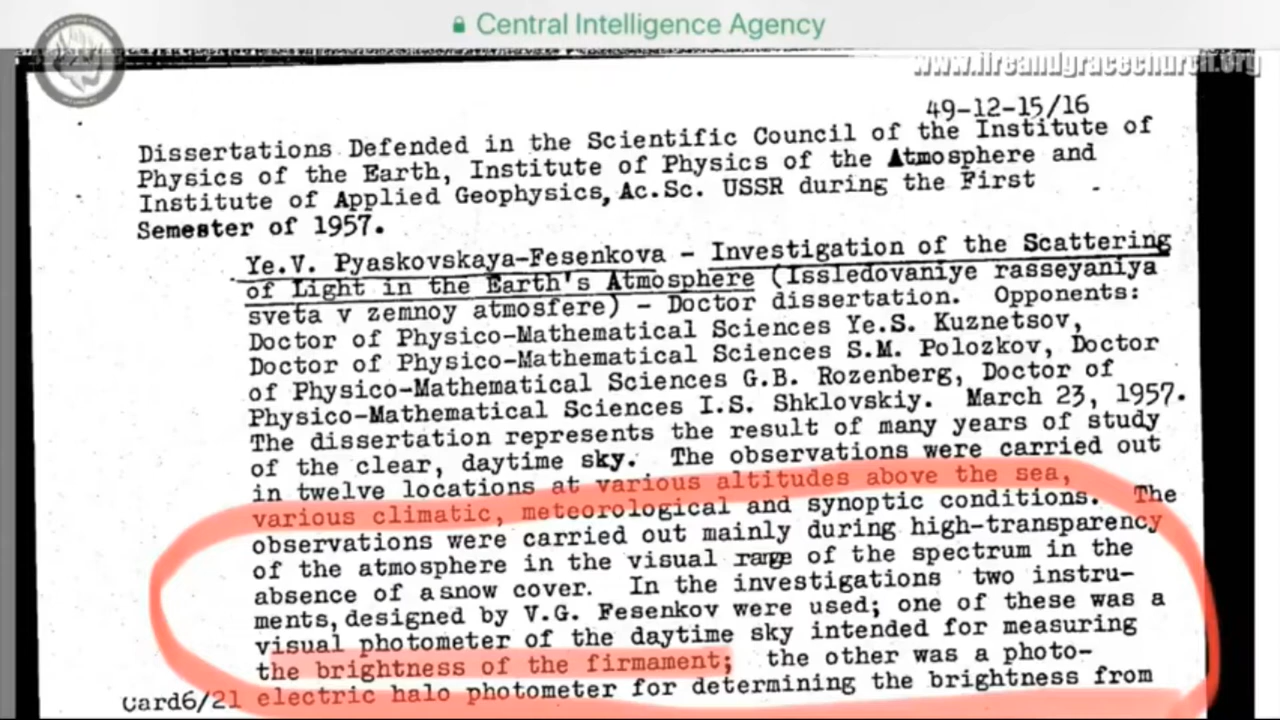 Central Intelligence Agency
www.fireandgracechurch.org
49-12-15/16
Dissertations Defended in the Scientific Council of the Institute of
Physics of the Earth, Institute of Physics of the Atmosphere and
Institute of Applied Geophysics, Ac.Sc. USSR during the First
Semester of 1957.
Ye.V. Pyaskovskaya-Fesenkova - Investigation of the Scattering
of Light in the Earth's Atmosphere (Issledovaniye rasseyaniya
sveta v zemnoy atmosfere) - Doctor dissertation. Opponents:
Doctor of Physico-Mathematical Sciences Ye.S. Kuznetsov,
Doctor of Physico-Mathematical Sciences S.M. Polozkov, Doctor
of Physico-Mathematical Sciences G.B. Rozenberg, Doctor of
Physico-Mathematical Sciences I.S. Shklovskiy. March 23, 1957.
The dissertation represents the result of many years of study
of the clear, daytime sky. The observations were carried out
in twelve locations at various altitudes above the sea,
various climatic, meteorological and synoptic conditions. The
observations were carried out mainly during high-transparency
of the atmosphere in the visual range of the spectrum in the
absence of a snow cover. In the investigations two instru-
ments, designed by V.G. Fesenkov were used; one of these was a
visual photometer of the daytime sky intended for measuring
the brightness of the firmament; the other was a photo-
Card6/21 electric halo photometer for determining the brightness from